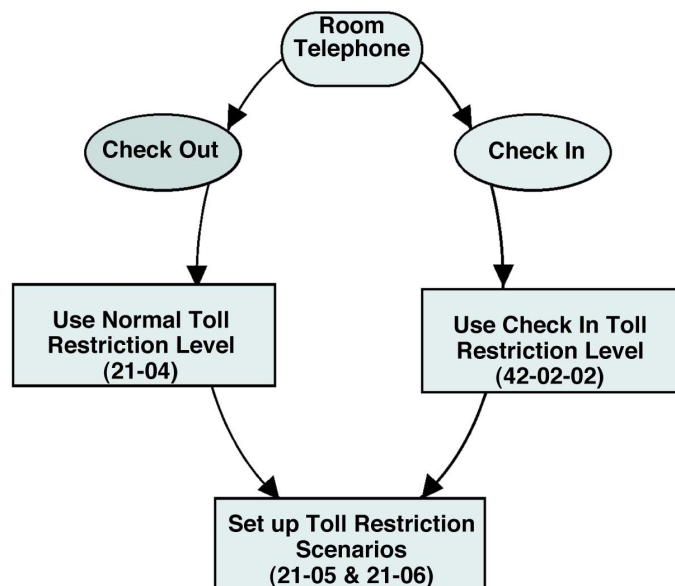 Room
Telephone
Check Out
Check In
Use Normal Toll
Restriction Level
(21-04)
Use Check In Toll
Restriction Level
(42-02-02)
Set up Toll Restriction
Scenarios
(21-05 & 21-06)